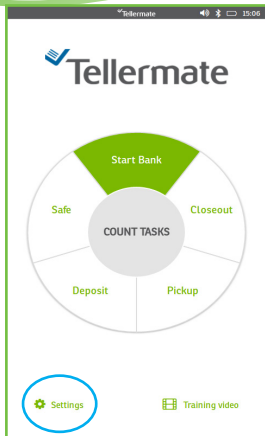 Tellermate 15:06
Tellermate
Start Bank
Safe
Closeout
COUNT TASKS
Deposit
Pickup
Settings
Training video